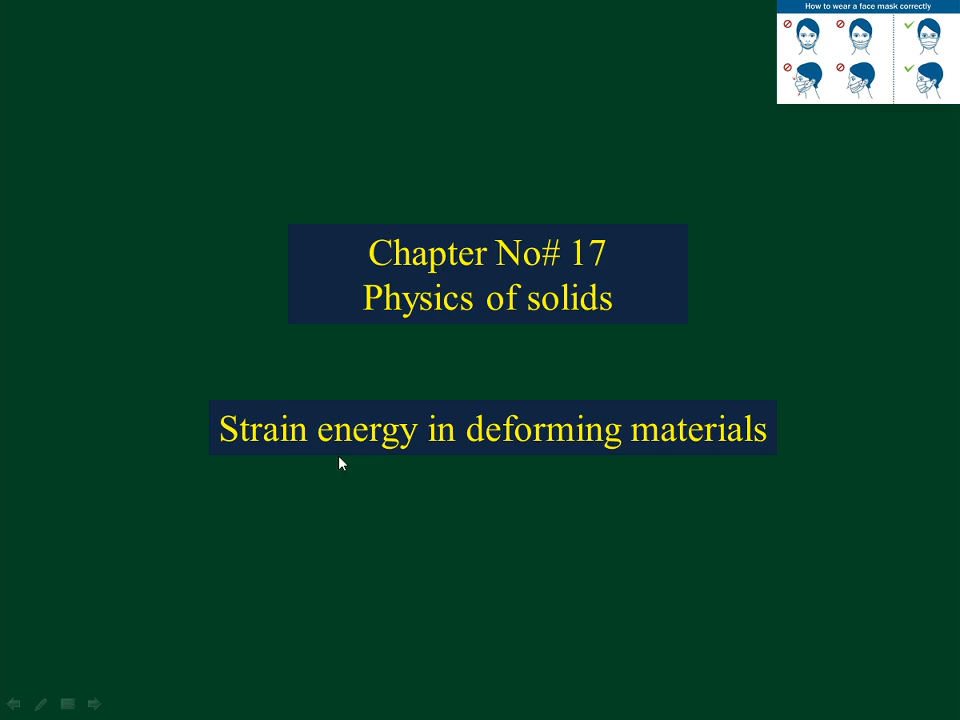 How to wear a face mask correctly
Chapter No# 17
Physics of solids
Strain energy in deforming materials